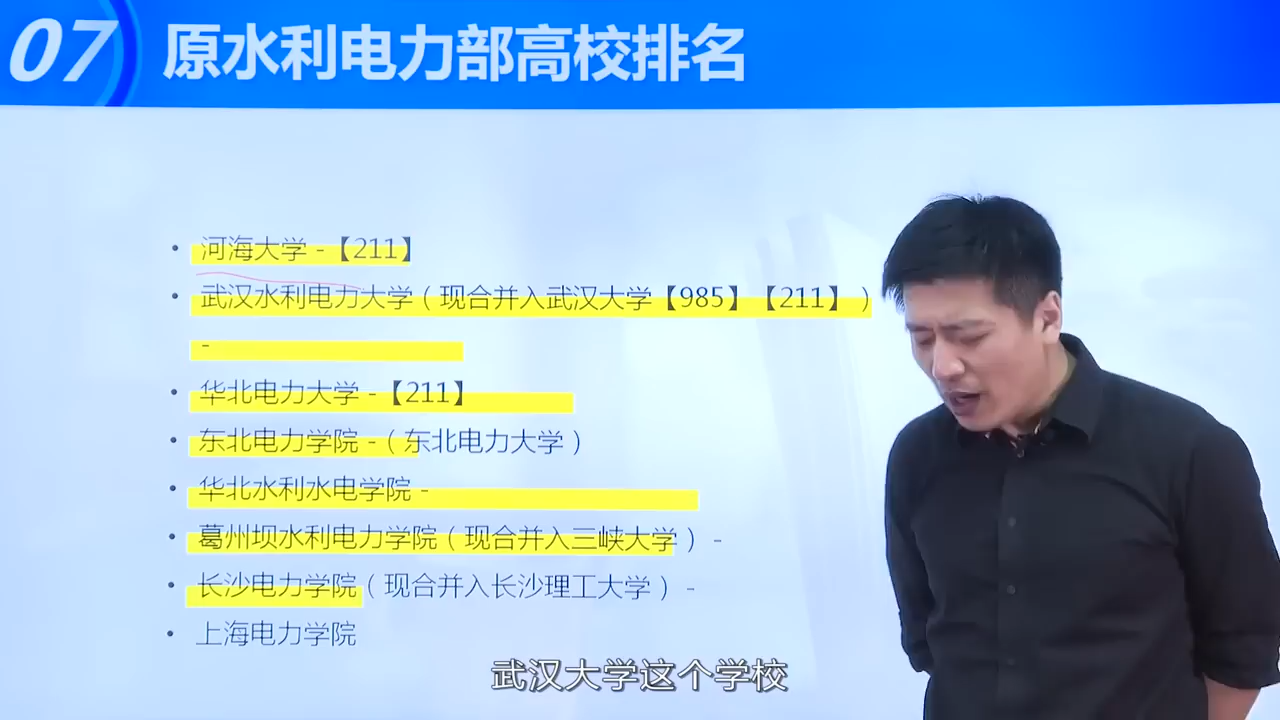 07 原水利电力部高校排名
• 河海大学 -【211】
• 武汉水利电力大学（现合并入武汉大学【985】【211】）
-
• 华北电力大学 -【211】
• 东北电力学院 -（东北电力大学）
• 华北水利水电学院 -
• 葛州坝水利电力学院（现合并入三峡大学） -
• 长沙电力学院（现合并入长沙理工大学） -
• 上海电力学院
武汉大学这个学校